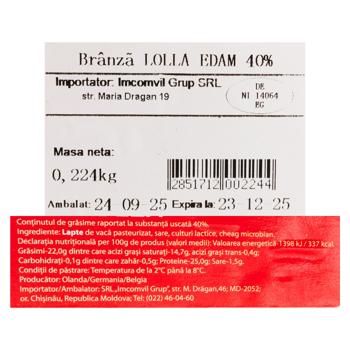 Brânză LOLLA EDAM 40%
Importator: Imcomvil Grup SRL
str. Maria Dragan 19
DE
NI 14064
EG
Masa neta:
0,224kg
2851712 002244
Ambalat: 24-09-25 Expira la: 23-12-25
Conținutul de grăsime raportat la substanță uscată 40%.
Ingrediente: Lapte de vacă pasteurizat, sare, culturi lactice, cheag microbian.
Declarația nutrițională per 100g de produs (valori medii): Valoarea energetică-1398 kJ / 337 kcal.
Grăsimi-22,0g dintre care acizi grași saturați-14,7g, acizi grași trans-0,4g;
Carbohidrați-0,1g dintre care zahăr-0,5g; Proteine-25,0g; Sare-1,5g.
Condiții de păstrare: Temperatura de la 2°C până la 8°C.
Producător: Olanda/Germania/Belgia
Importator/Ambalator: SRL„Imcomvil Grup”, str. M. Drăgan,46; MD-2052;
or. Chișinău, Republica Moldova; Tel: (022) 46-04-60